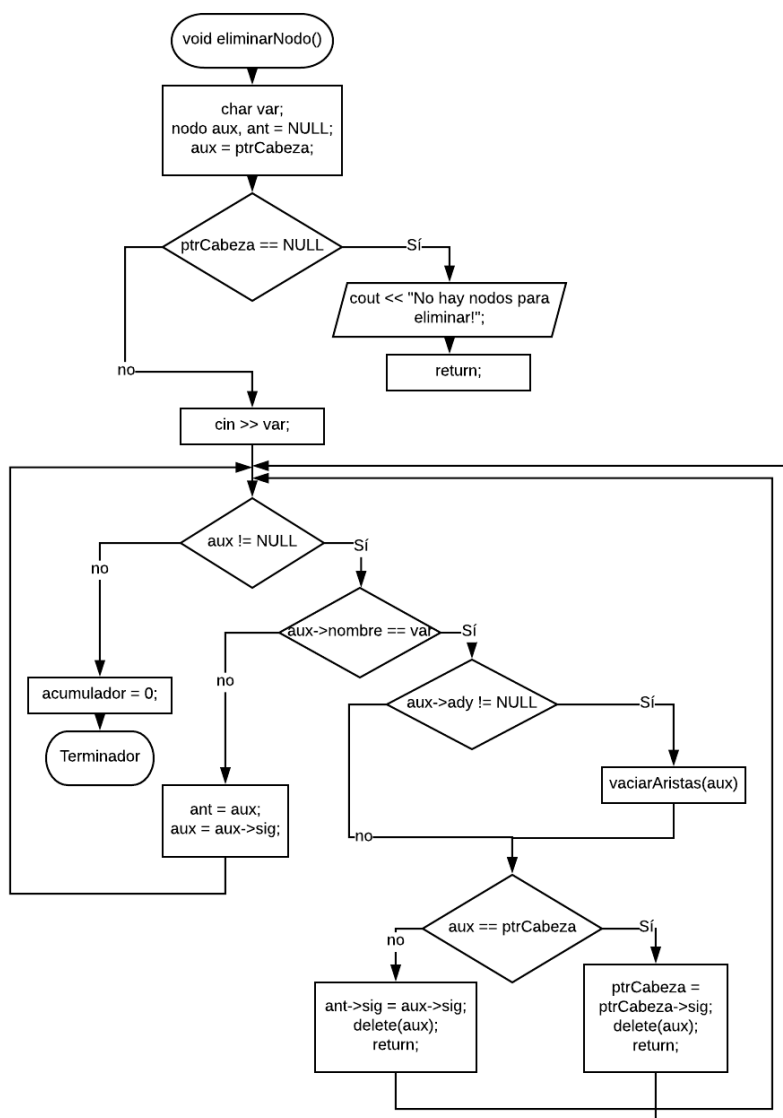 void eliminarNodo()
char var;
nodo aux, ant = NULL;
aux = ptrCabeza;
ptrCabeza == NULL
Sí
cout << "No hay nodos para
eliminar!";
return;
no
cin >> var;
aux != NULL
Sí
no
aux->nombre == var
Sí
no
aux->ady != NULL
Sí
acumulador = 0;
Terminador
vaciarAristas(aux)
ant = aux;
aux = aux->sig;
no
aux == ptrCabeza
Sí
no
ant->sig = aux->sig;
delete(aux);
return;
ptrCabeza =
ptrCabeza->sig;
delete(aux);
return;